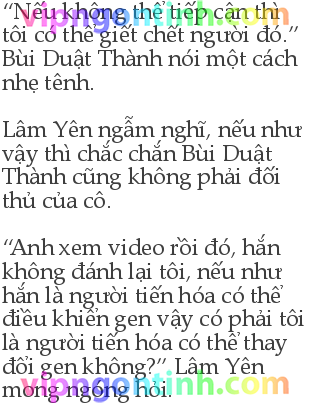 “Nếu không thể tiếp cận thì
tôi có thể giết chết người đó.”
Bùi Duật Thành nói một cách
nhẹ tênh.
Lâm Yên ngẫm nghĩ, nếu như
vậy thì chắc chắn Bùi Duật
Thành cũng không phải đối
thủ của cô.
“Anh xem video rồi đó, hắn
không đánh lại tôi, nếu như
hắn là người tiến hóa có thể
điều khiển gen vậy có phải tôi
là người tiến hóa có thể thay
đổi gen không?” Lâm Yên
mong ngóng hỏi.
vipngontinh.com
vipngontinh.com